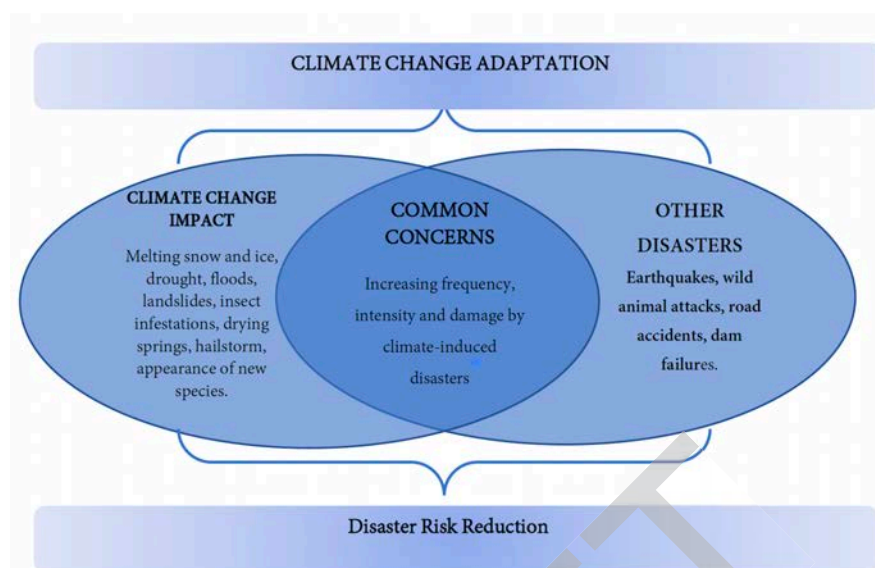 CLIMATE CHANGE ADAPTATION
CLIMATE CHANGE
IMPACT
Melting snow and ice,
drought, floods,
landslides, insect
infestations, drying
springs, hailstorm,
appearance of new
species.
COMMON
CONCERNS
Increasing frequency,
intensity and damage by
climate-induced
disasters
OTHER
DISASTERS
Earthquakes, wild
animal attacks, road
accidents, dam
failures.
Disaster Risk Reduction